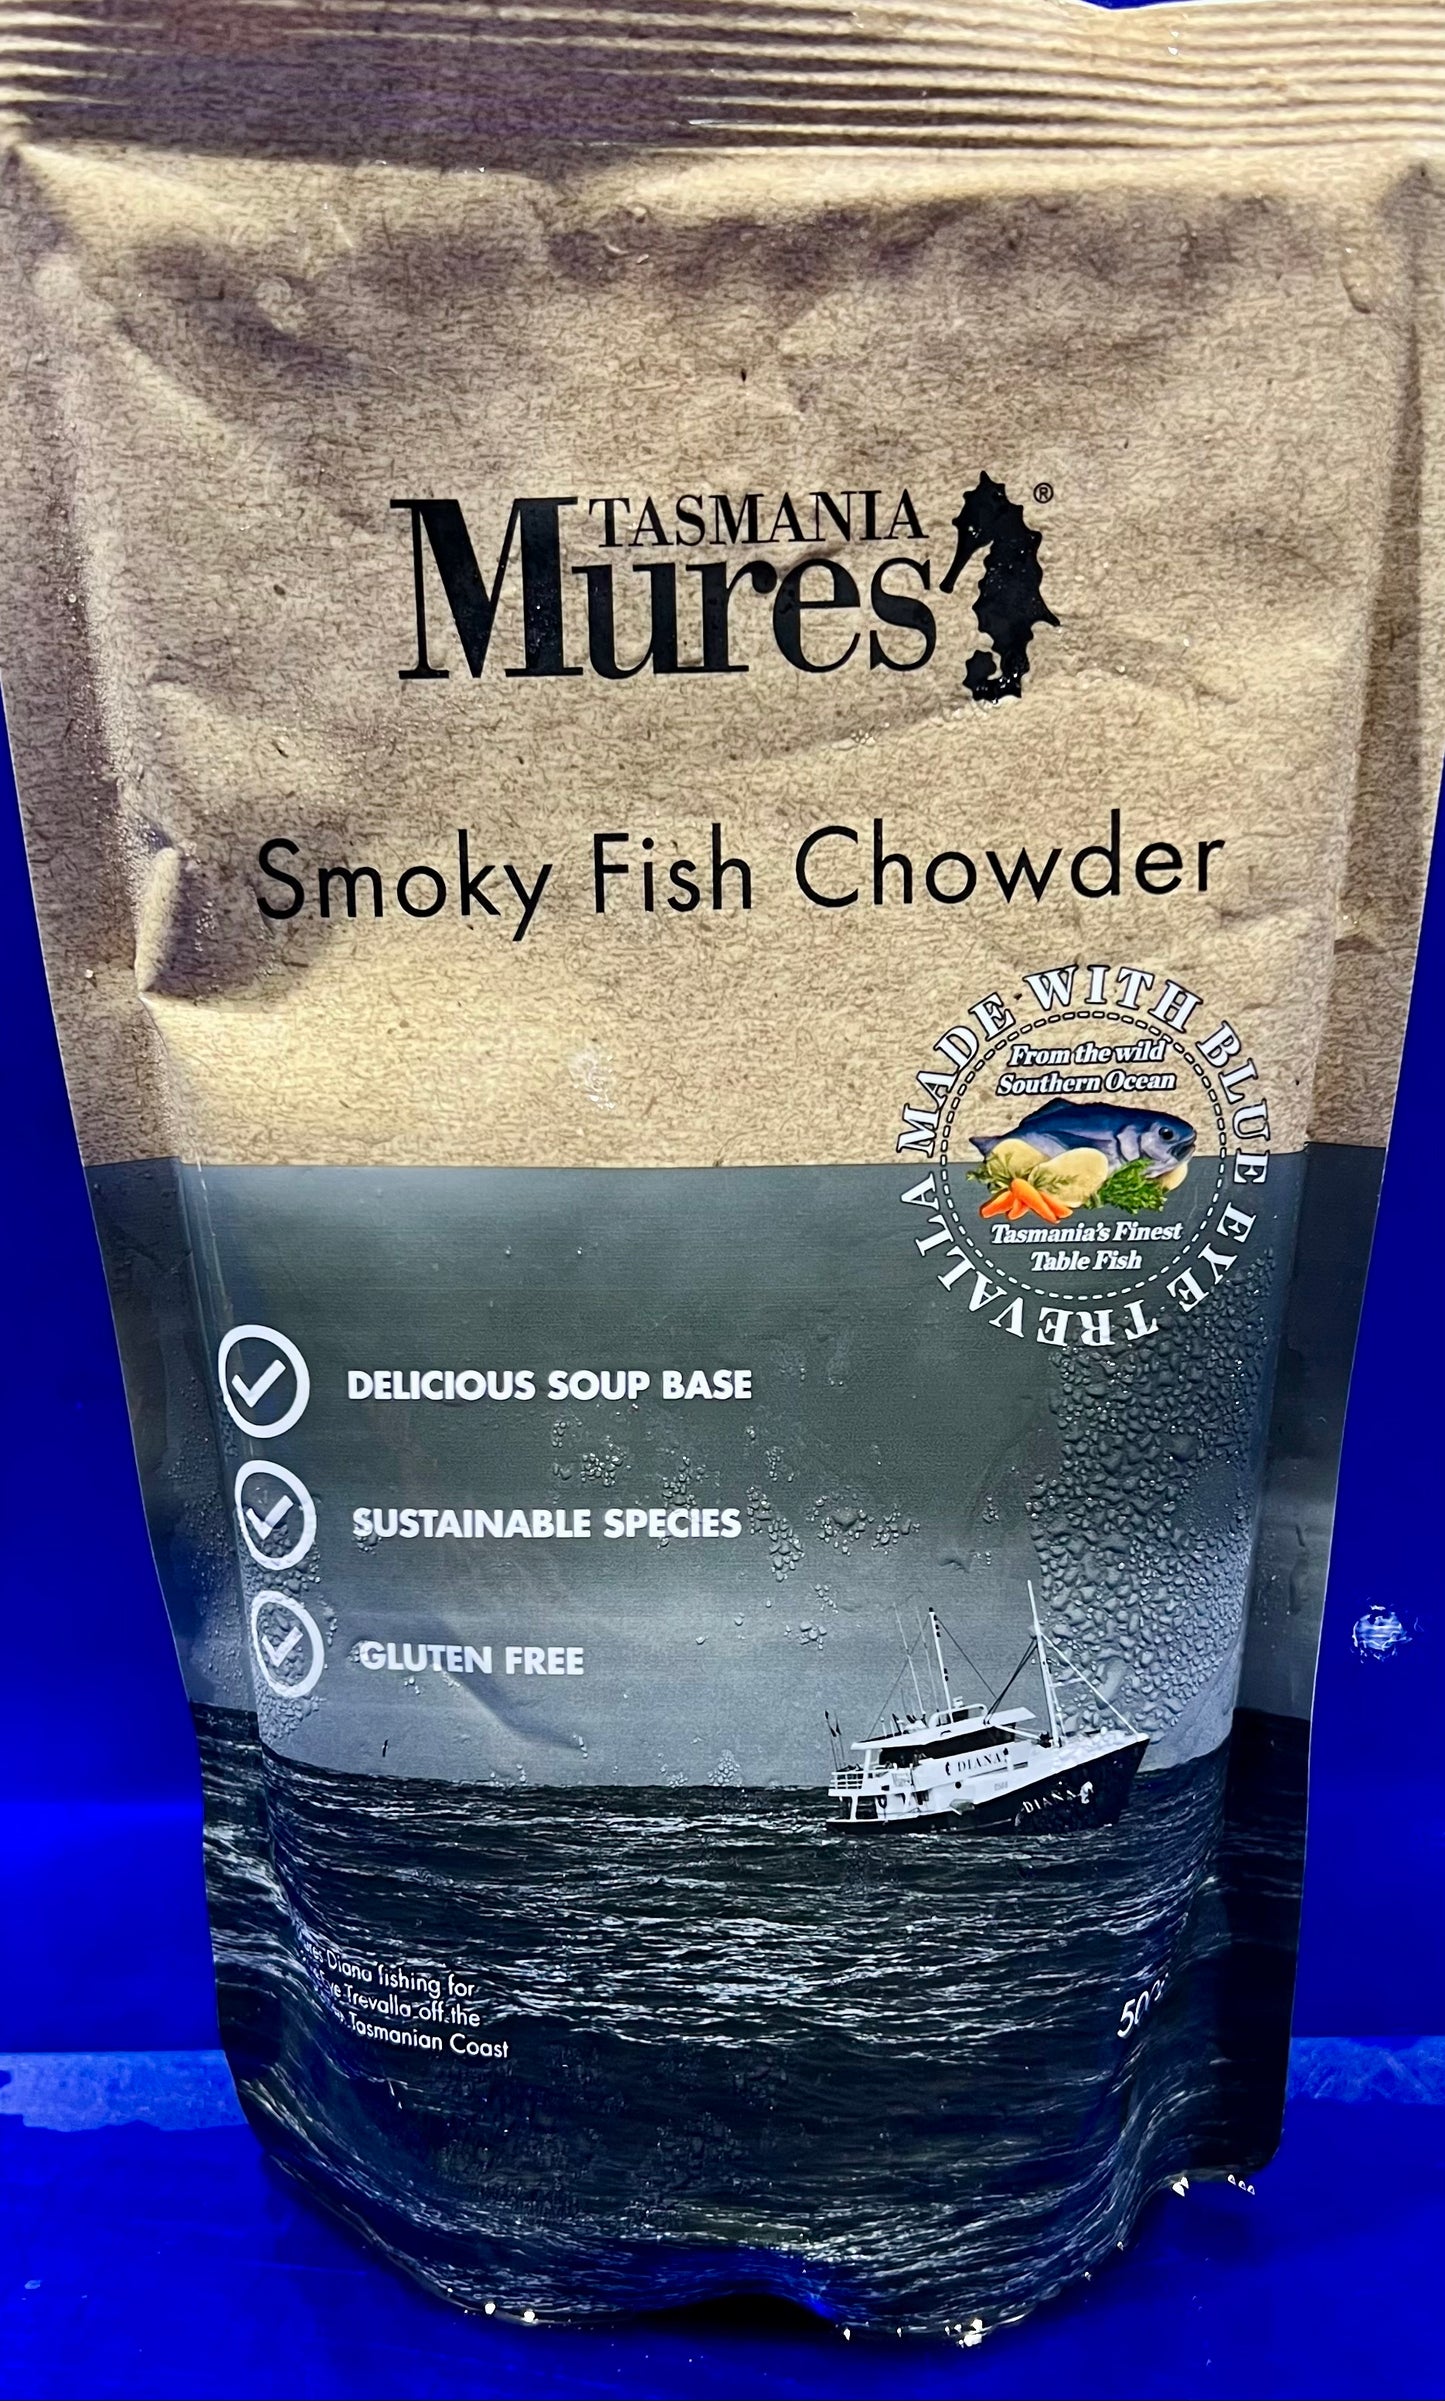 TASMANIA
Mures®
Smoky Fish Chowder
MADE WITH BLUE EYE TREVALLA
From the wild
Southern Ocean
Tasmania's Finest
Table Fish
DELICIOUS SOUP BASE
SUSTAINABLE SPECIES
GLUTEN FREE
DIANA
DIANA
Diana fishing for
Trevalla off the
Tasmanian Coast